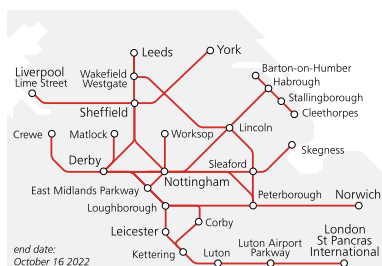 Leeds
York
Liverpool
Lime Street
Wakefield
Westgate
Barton-on-Humber
Habrough
Stallingborough
Cleethorpes
Sheffield
Lincoln
Crewe
Matlock
Worksop
Skegness
Derby
Sleaford
Nottingham
East Midlands Parkway
Peterborough
Norwich
Loughborough
Corby
Leicester
London
St Pancras
International
Kettering
Luton
Luton Airport
Parkway
end date:
October 16 2022